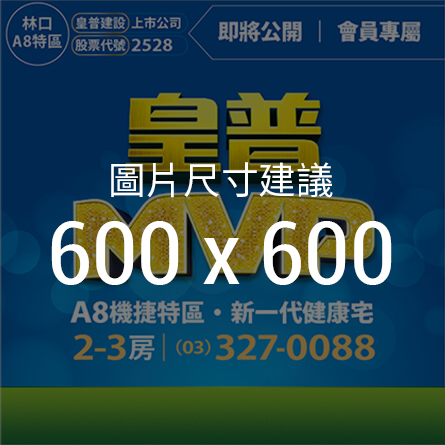 林口
A8特區
皇普建設 上市公司
股票代號 2528
即將公開｜會員專屬
皇普
圖片尺寸建議
MVP
600 x 600
A8機捷特區・新一代健康宅
2-3房｜(03)327-0088